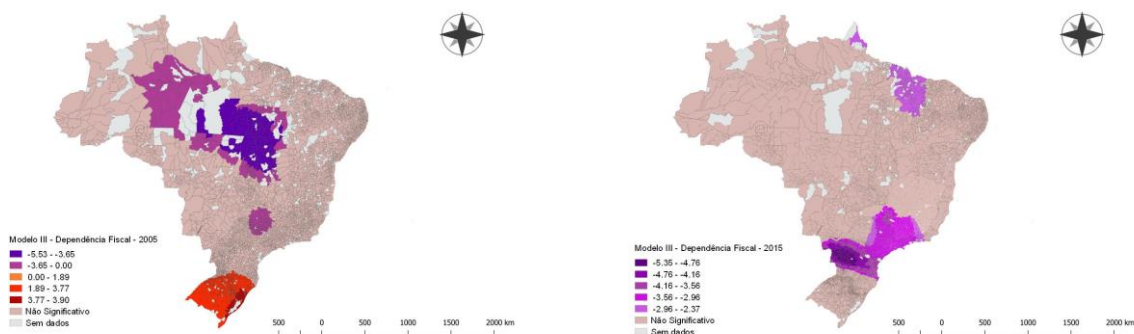 Modelo III - Dependência Fiscal - 2005
-5.53 - -3.65
-3.65 - 0.00
0.00 - 1.89
1.89 - 3.77
3.77 - 3.90
Não Significativo
Sem dados
500 0 500 1000 1500 2000 km
Modelo III - Dependência Fiscal - 2015
-5.35 - -4.76
-4.76 - -4.16
-4.16 - -3.56
-3.56 - -2.96
-2.96 - -2.37
Não Significativo
Sem dados
500 0 500 1000 1500 2000 km